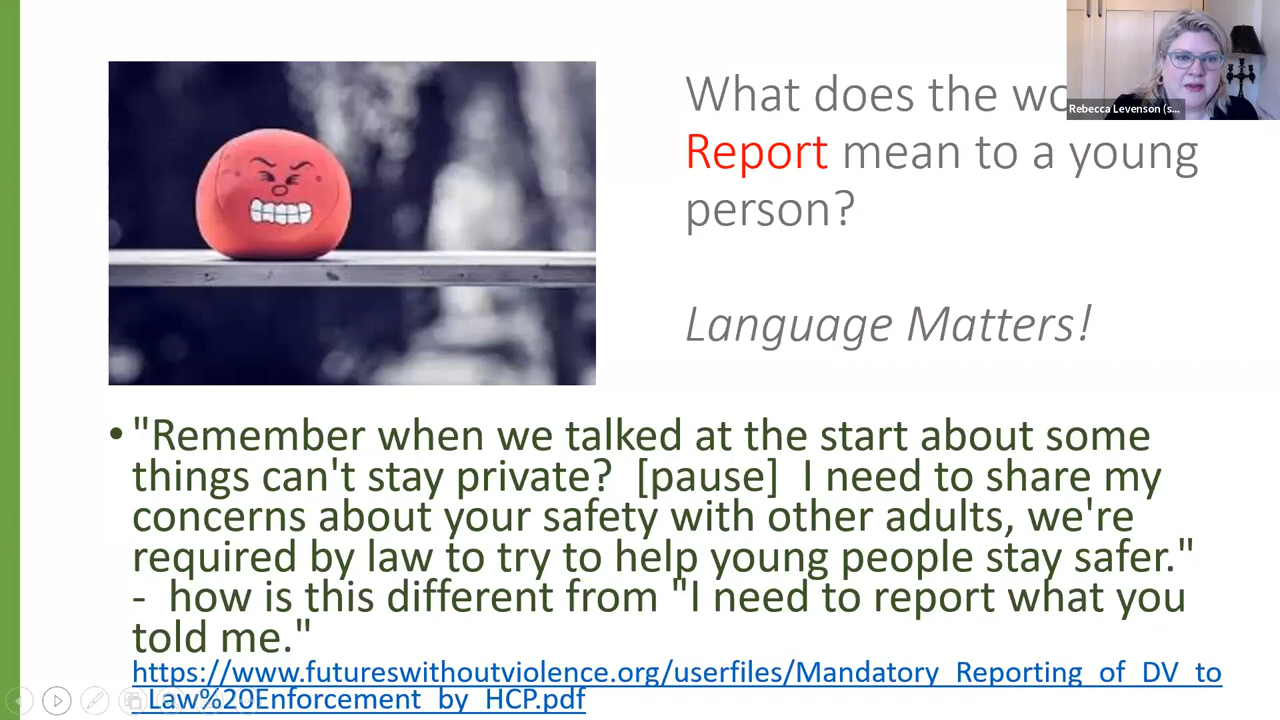 What does the wo
Rebecca Levenson (s...
Report mean to a young
person?
Language Matters!
• "Remember when we talked at the start about some
things can't stay private?  [pause]  I need to share my
concerns about your safety with other adults, we're
required by law to try to help young people stay safer."
-  how is this different from "I need to report what you
told me."
https://www.futureswithoutviolence.org/userfiles/Mandatory_Reporting_of_DV_to
_Law%20Enforcement_by_HCP.pdf